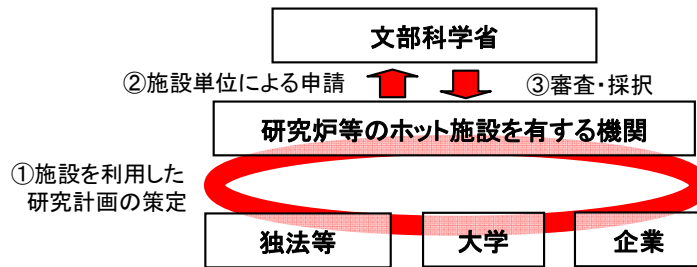 文部科学省
②施設単位による申請
③審査・採択
研究炉等のホット施設を有する機関
①施設を利用した
研究計画の策定
独法等
大学
企業